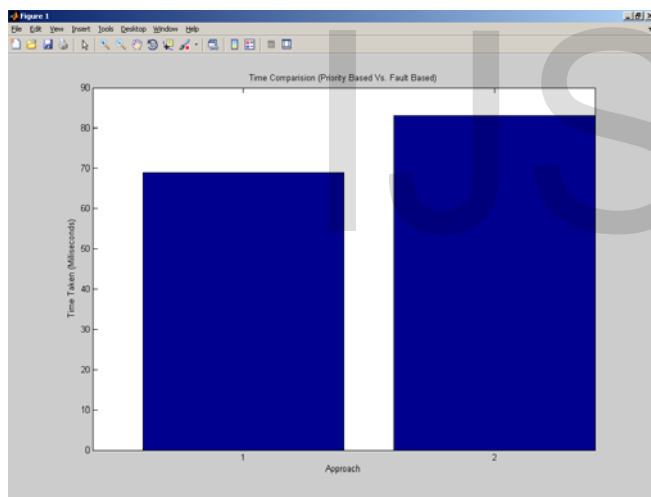 Figure 1
File Edit View Insert Tools Desktop Window Help
Time Comparision (Priority Based Vs. Fault Based)
90
80
70
60
50
40
30
20
10
0
Time Taken (Milliseconds)
1
2
Approach
IJS